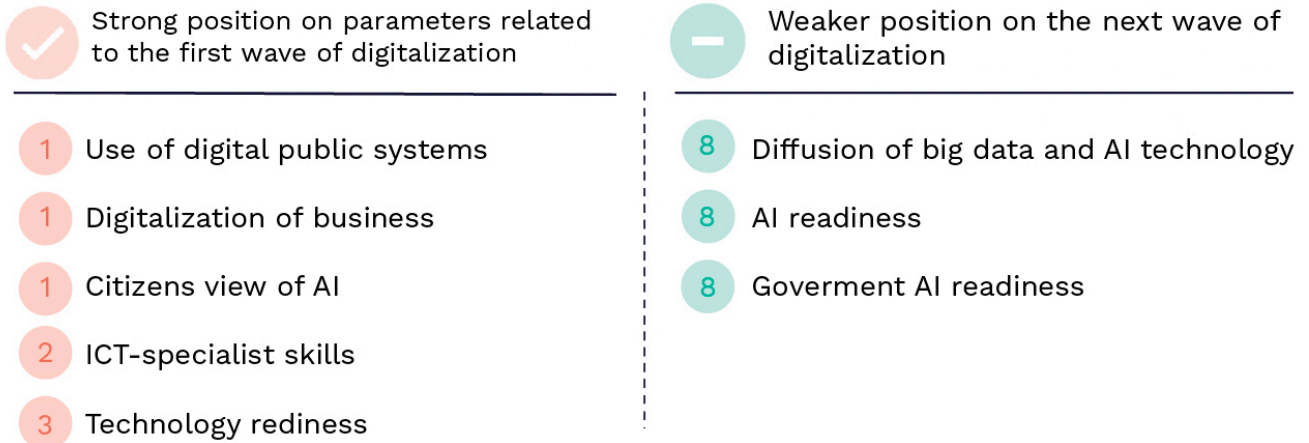 Strong position on parameters related
to the first wave of digitalization
1 Use of digital public systems
1 Digitalization of business
1 Citizens view of AI
2 ICT-specialist skills
3 Technology rediness
Weaker position on the next wave of
digitalization
8 Diffusion of big data and AI technology
8 AI readiness
8 Goverment AI readiness